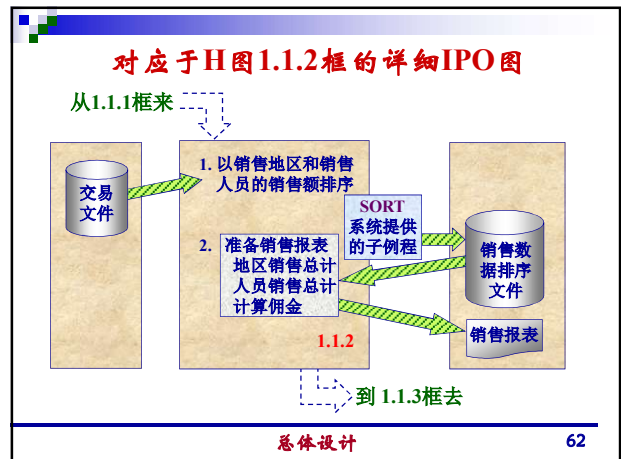 对应于H图1.1.2框的详细IPO图
从1.1.1框来
交易
文件
1. 以销售地区和销售
人员的销售额排序
SORT
系统提供
的子例程
2. 准备销售报表
地区销售总计
人员销售总计
计算佣金
1.1.2
销售数
据排序
文件
销售报表
到 1.1.3框去
总体设计
62